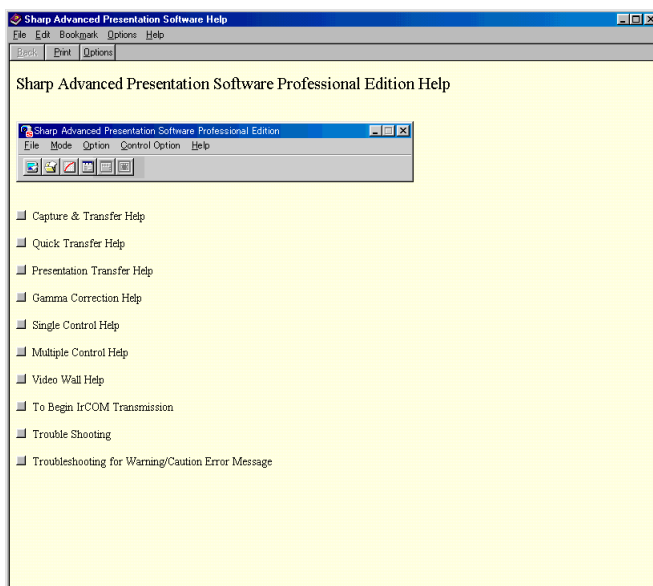 Sharp Advanced Presentation Software Help
File Edit Bookmark Options Help
Back Print Options
Sharp Advanced Presentation Software Professional Edition Help
Sharp Advanced Presentation Software Professional Edition
File Mode Option Control Option Help
Capture & Transfer Help
Quick Transfer Help
Presentation Transfer Help
Gamma Correction Help
Single Control Help
Multiple Control Help
Video Wall Help
To Begin IrCOM Transmission
Trouble Shooting
Troubleshooting for Warning/Caution Error Message